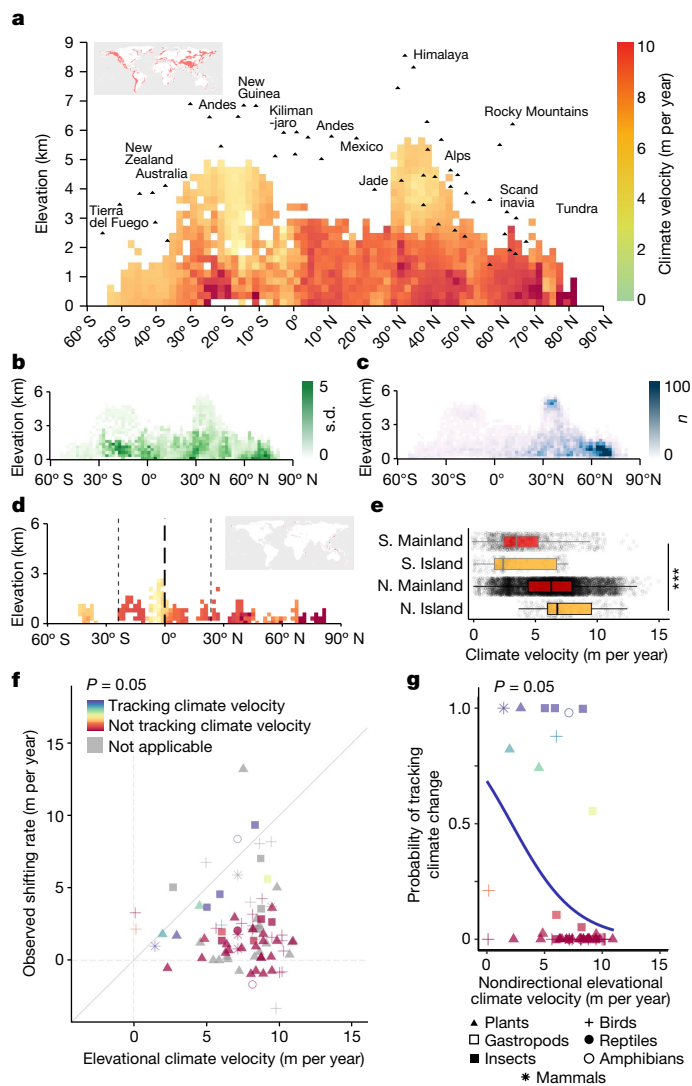 a
9
8
7
6
5
4
3
2
1
0
Elevation (km)
60° S
50° S
40° S
30° S
20° S
10° S
0°
10° N
20° N
30° N
40° N
50° N
60° N
70° N
80° N
90° N
Tierra
del Fuego
New
Zealand
Australia
Andes
New
Guinea
Kiliman
-jaro
Andes
Mexico
Jade
Himalaya
Alps
Rocky Mountains
Scand
inavia
Tundra
10
8
6
4
2
0
Climate velocity (m per year)
b
Elevation (km)
6
3
0
60° S
30° S
0° N
30° N
60° N
90° N
5
0
s.d.
c
Elevation (km)
6
3
0
60° S
30° S
0° N
30° N
60° N
90° N
100
0
n
d
Elevation (km)
6
3
0
60° S
30° S
0°
30° N
60° N
90° N
e
S. Mainland
S. Island
N. Mainland
N. Island
***
0
5
10
15
Climate velocity (m per year)
f
P = 0.05
Tracking climate velocity
Not tracking climate velocity
Not applicable
Observed shifting rate (m per year)
15
10
5
0
0
5
10
15
Elevational climate velocity (m per year)
g
P = 0.05
Probability of tracking
climate change
1.0
0.5
0
0
5
10
15
Nondirectional elevational
climate velocity (m per year)
Plants
Birds
Gastropods
Reptiles
Insects
Amphibians
Mammals